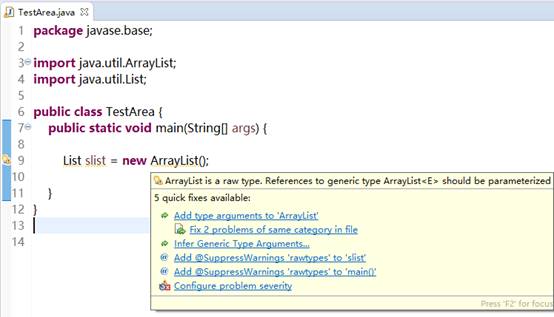 TestArea.java
1 package javase.base;
2
3 import java.util.ArrayList;
4 import java.util.List;
5
6 public class TestArea {
7 public static void main(String[] args) {
8
9 List slist = new ArrayList();
10
11 }
12 }
13
14
ArrayList is a raw type. References to generic type ArrayList<E> should be parameterized
5 quick fixes available:
Add type arguments to 'ArrayList'
Fix 2 problems of same category in file
Infer Generic Type Arguments...
@ Add @SuppressWarnings 'rawtypes' to 'slist'
@ Add @SuppressWarnings 'rawtypes' to 'main()'
Configure problem severity
Press 'F2' for focus